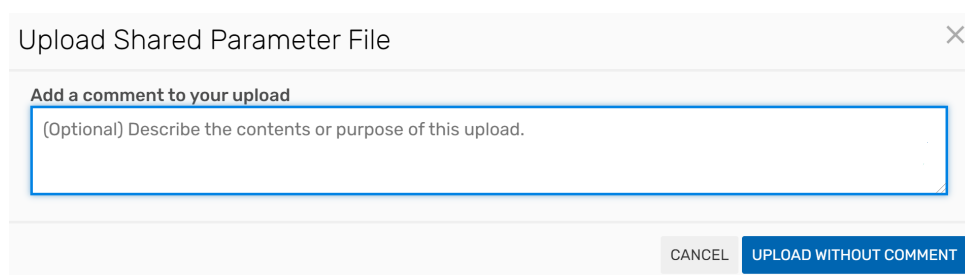 Upload Shared Parameter File
Add a comment to your upload
(Optional) Describe the contents or purpose of this upload.
CANCEL UPLOAD WITHOUT COMMENT